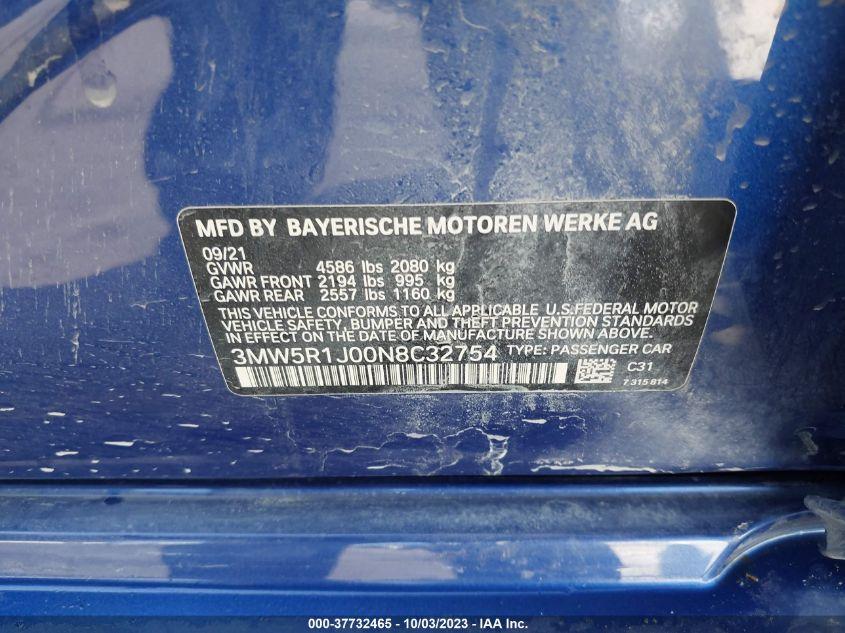 MFD BY BAYERISCHE MOTOREN WERKE AG
09/21
GVWR 4586 lbs 2080 kg
GAWR FRONT 2194 lbs 995 kg
GAWR REAR 2557 lbs 1160 kg
THIS VEHICLE CONFORMS TO ALL APPLICABLE U.S.FEDERAL MOTOR
VEHICLE SAFETY, BUMPER AND THEFT PREVENTION STANDARDS
IN EFFECT ON THE DATE OF MANUFACTURE SHOWN ABOVE.
3MW5R1J00N8C32754 TYPE: PASSENGER CAR
C31
7 315 814
000-37732465 - 10/03/2023 - © IAA, Inc.